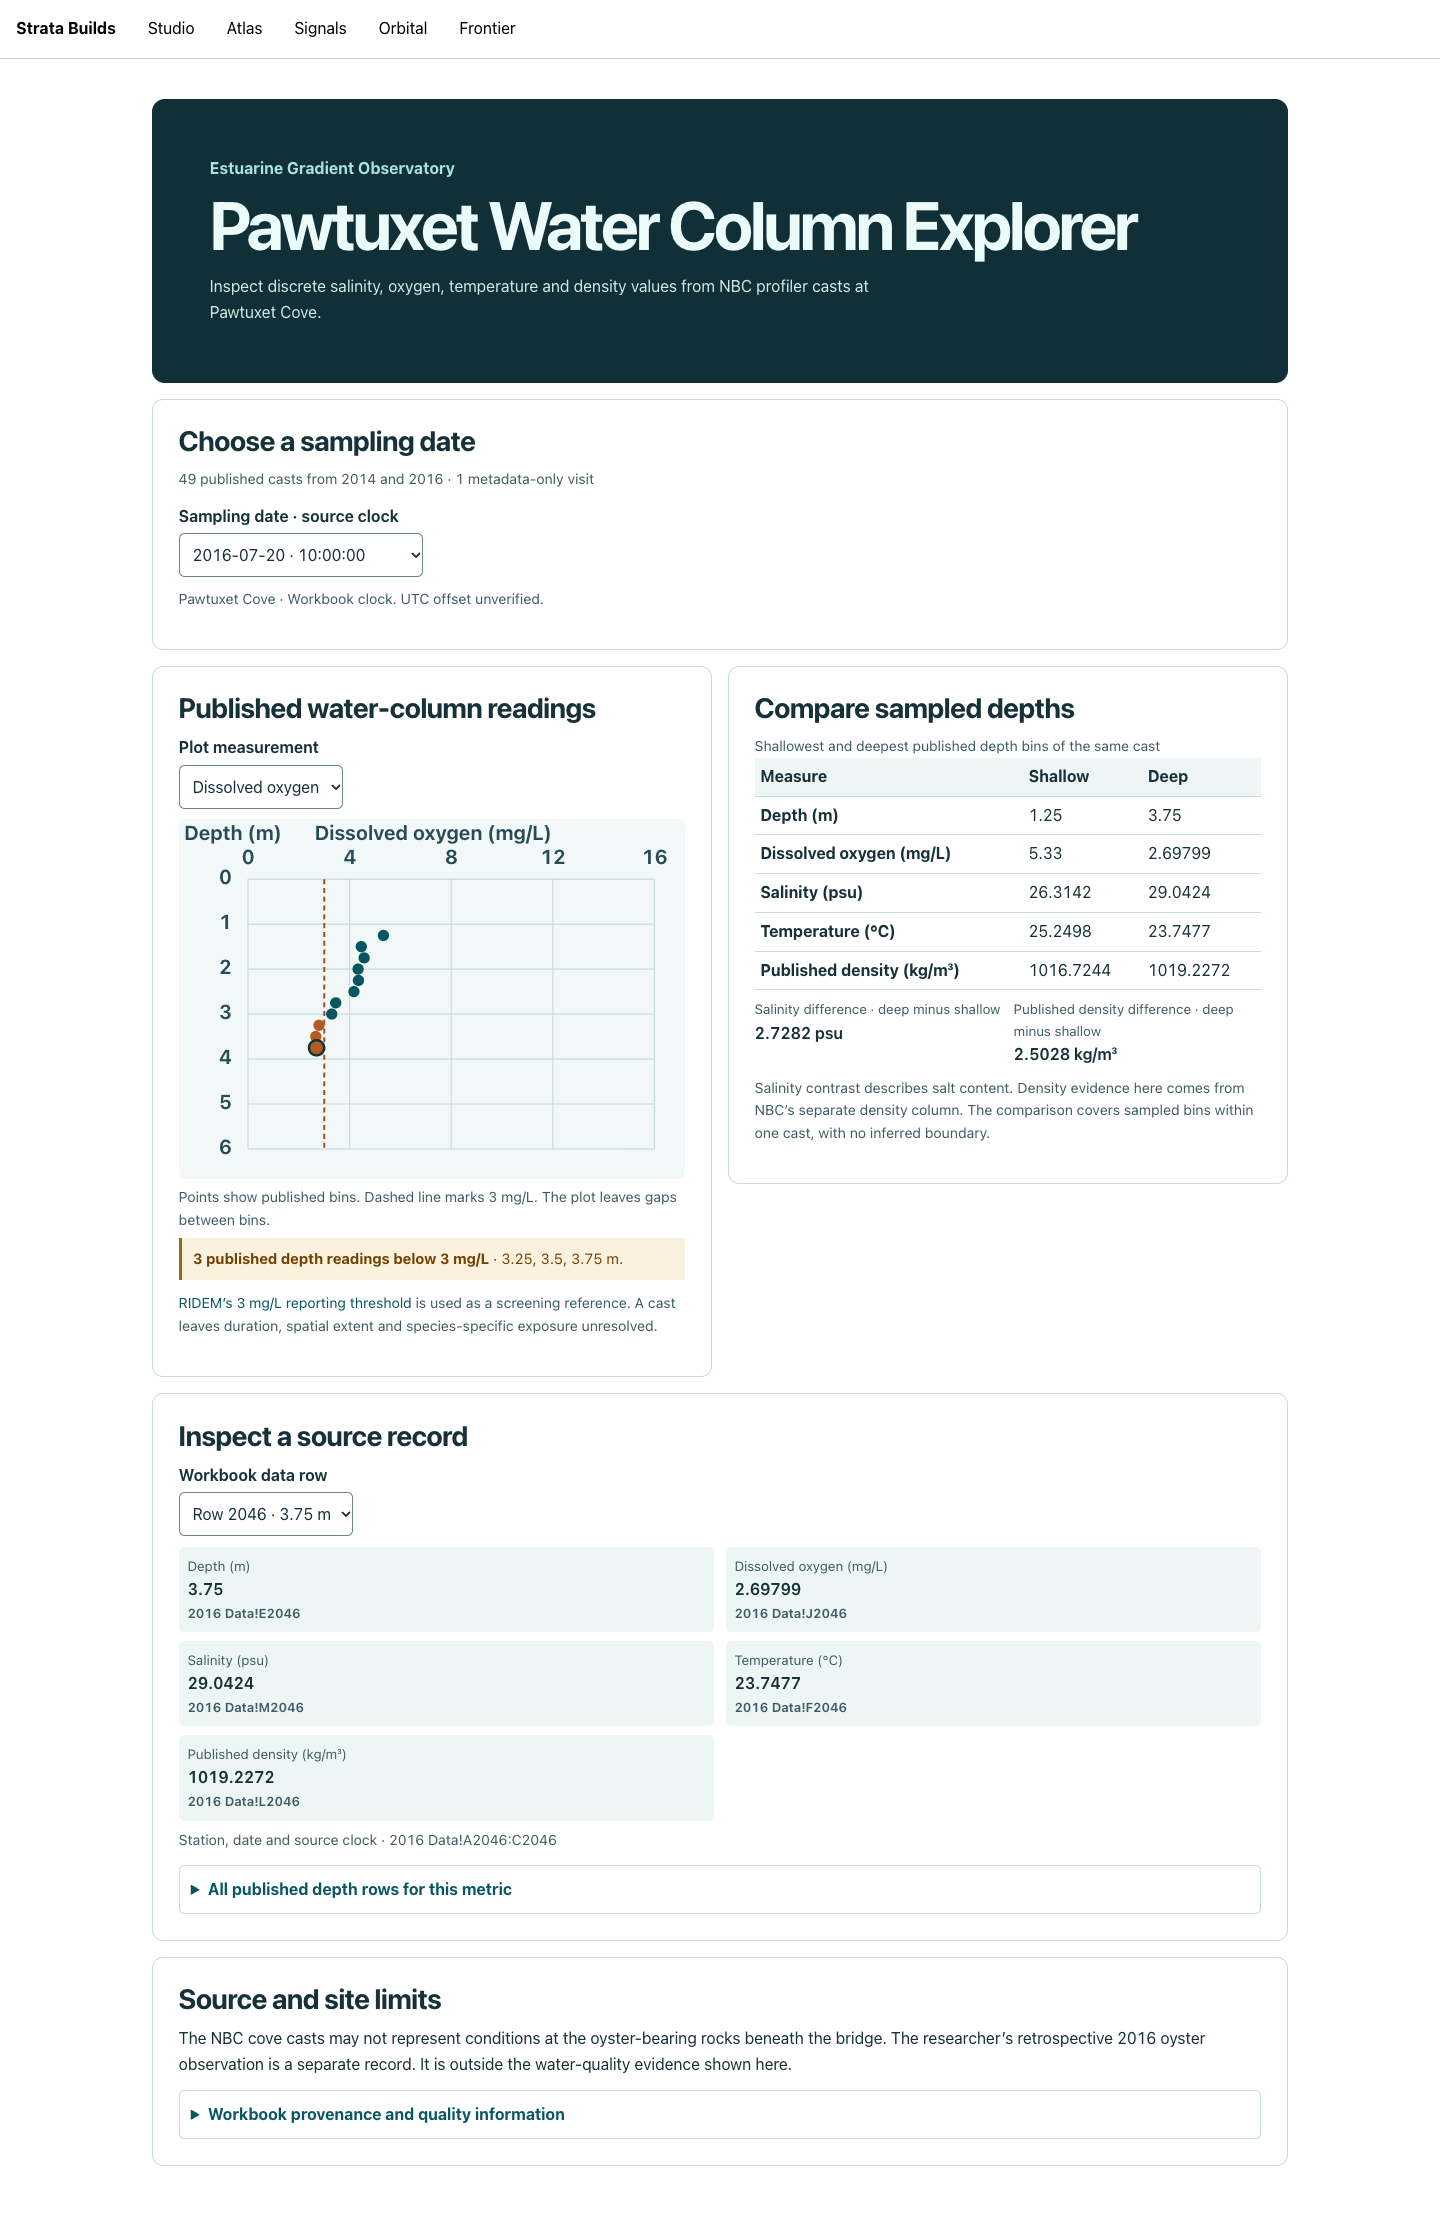 Strata Builds Studio Atlas Signals Orbital Frontier
Estuarine Gradient Observatory
Pawtuxet Water Column Explorer
Inspect discrete salinity, oxygen, temperature and density values from NBC profiler casts at
Pawtuxet Cove.
Choose a sampling date
49 published casts from 2014 and 2016 · 1 metadata-only visit
Sampling date · source clock
2016-07-20 · 10:00:00
Pawtuxet Cove · Workbook clock. UTC offset unverified.
Published water-column readings
Plot measurement
Dissolved oxygen
Depth (m) Dissolved oxygen (mg/L)
0 4 8 12 16
0
1
2
3
4
5
6
Points show published bins. Dashed line marks 3 mg/L. The plot leaves gaps
between bins.
3 published depth readings below 3 mg/L · 3.25, 3.5, 3.75 m.
RIDEM’s 3 mg/L reporting threshold is used as a screening reference. A cast
leaves duration, spatial extent and species-specific exposure unresolved.
Compare sampled depths
Shallowest and deepest published depth bins of the same cast
Measure Shallow Deep
Depth (m) 1.25 3.75
Dissolved oxygen (mg/L) 5.33 2.69799
Salinity (psu) 26.3142 29.0424
Temperature (°C) 25.2498 23.7477
Published density (kg/m³) 1016.7244 1019.2272
Salinity difference · deep minus shallow
2.7282 psu
Published density difference · deep
minus shallow
2.5028 kg/m³
Salinity contrast describes salt content. Density evidence here comes from
NBC’s separate density column. The comparison covers sampled bins within
one cast, with no inferred boundary.
Inspect a source record
Workbook data row
Row 2046 · 3.75 m
Depth (m)
3.75
2016 Data!E2046
Dissolved oxygen (mg/L)
2.69799
2016 Data!J2046
Salinity (psu)
29.0424
2016 Data!M2046
Temperature (°C)
23.7477
2016 Data!F2046
Published density (kg/m³)
1019.2272
2016 Data!L2046
Station, date and source clock · 2016 Data!A2046:C2046
All published depth rows for this metric
Source and site limits
The NBC cove casts may not represent conditions at the oyster-bearing rocks beneath the bridge. The researcher’s retrospective 2016 oyster
observation is a separate record. It is outside the water-quality evidence shown here.
Workbook provenance and quality information